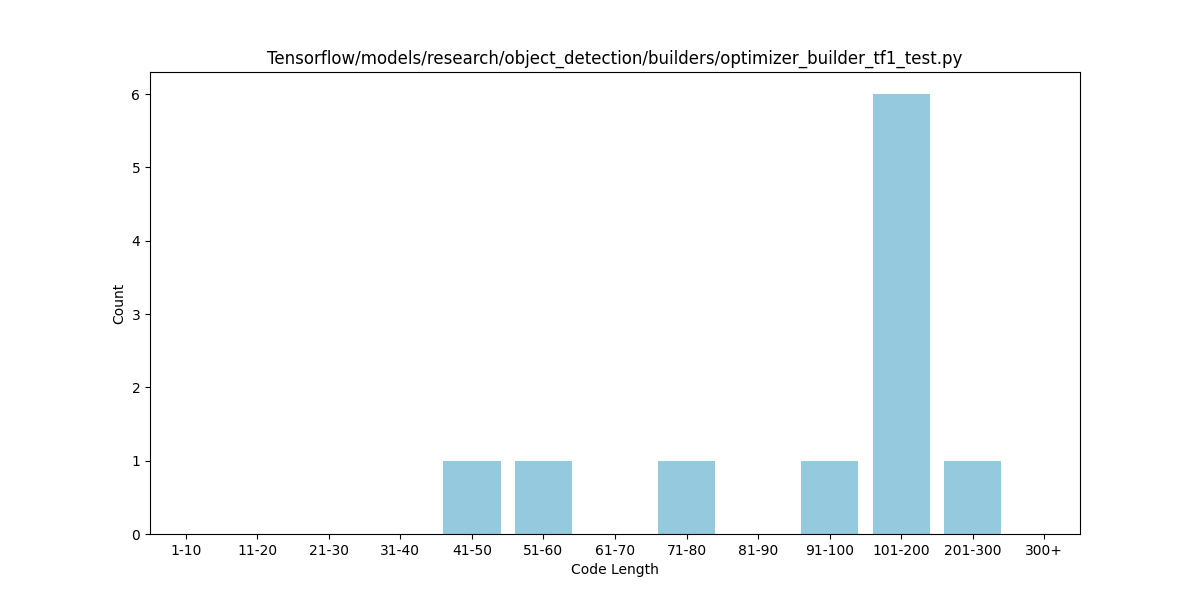 Tensorflow/models/research/object_detection/builders/optimizer_builder_tf1_test.py
6
5
4
3
2
1
0
Count
1-10 11-20 21-30 31-40 41-50 51-60 61-70 71-80 81-90 91-100 101-200 201-300 300+
Code Length